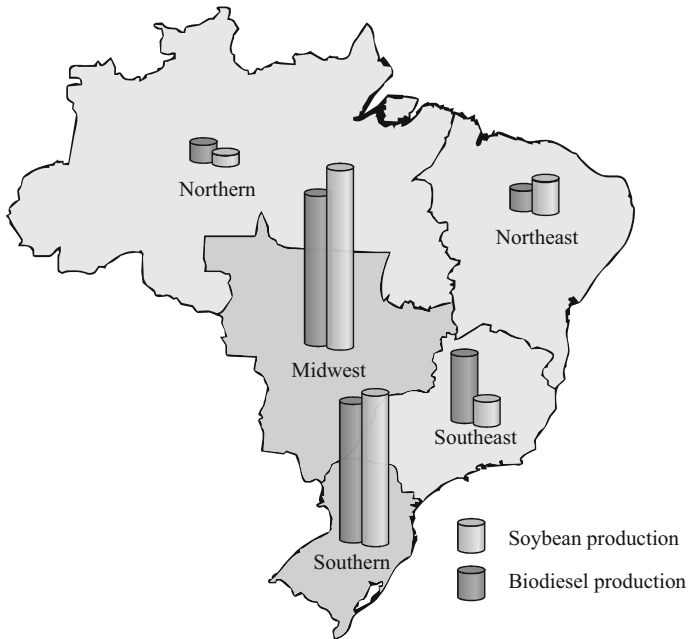 Northern
Northeast
Midwest
Southeast
Southern
Soybean production
Biodiesel production